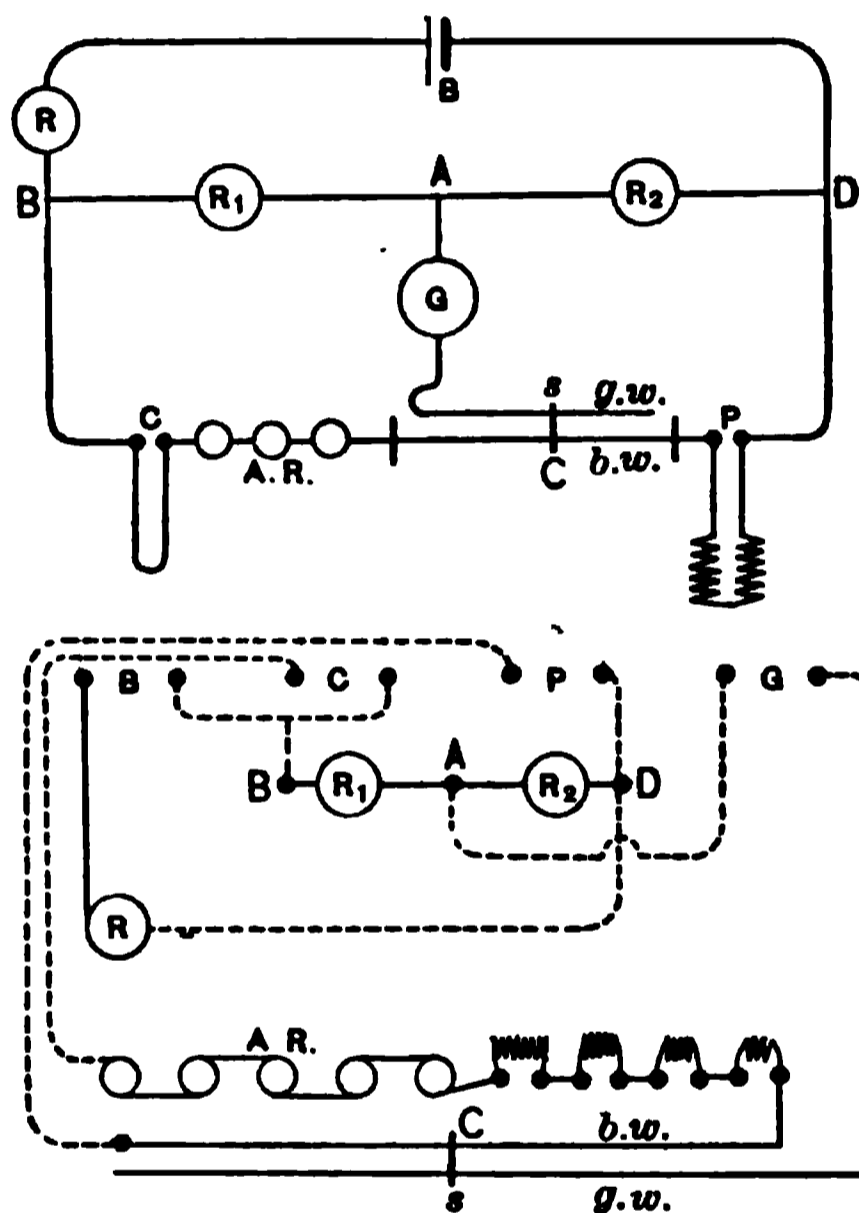 B
R
B R₁ A R₂ D
G
s g.w.
C P
A.R. C b.w.
B C P G
A
B R₁ R₂ D
R
A R.
C b.w.
s g.w.